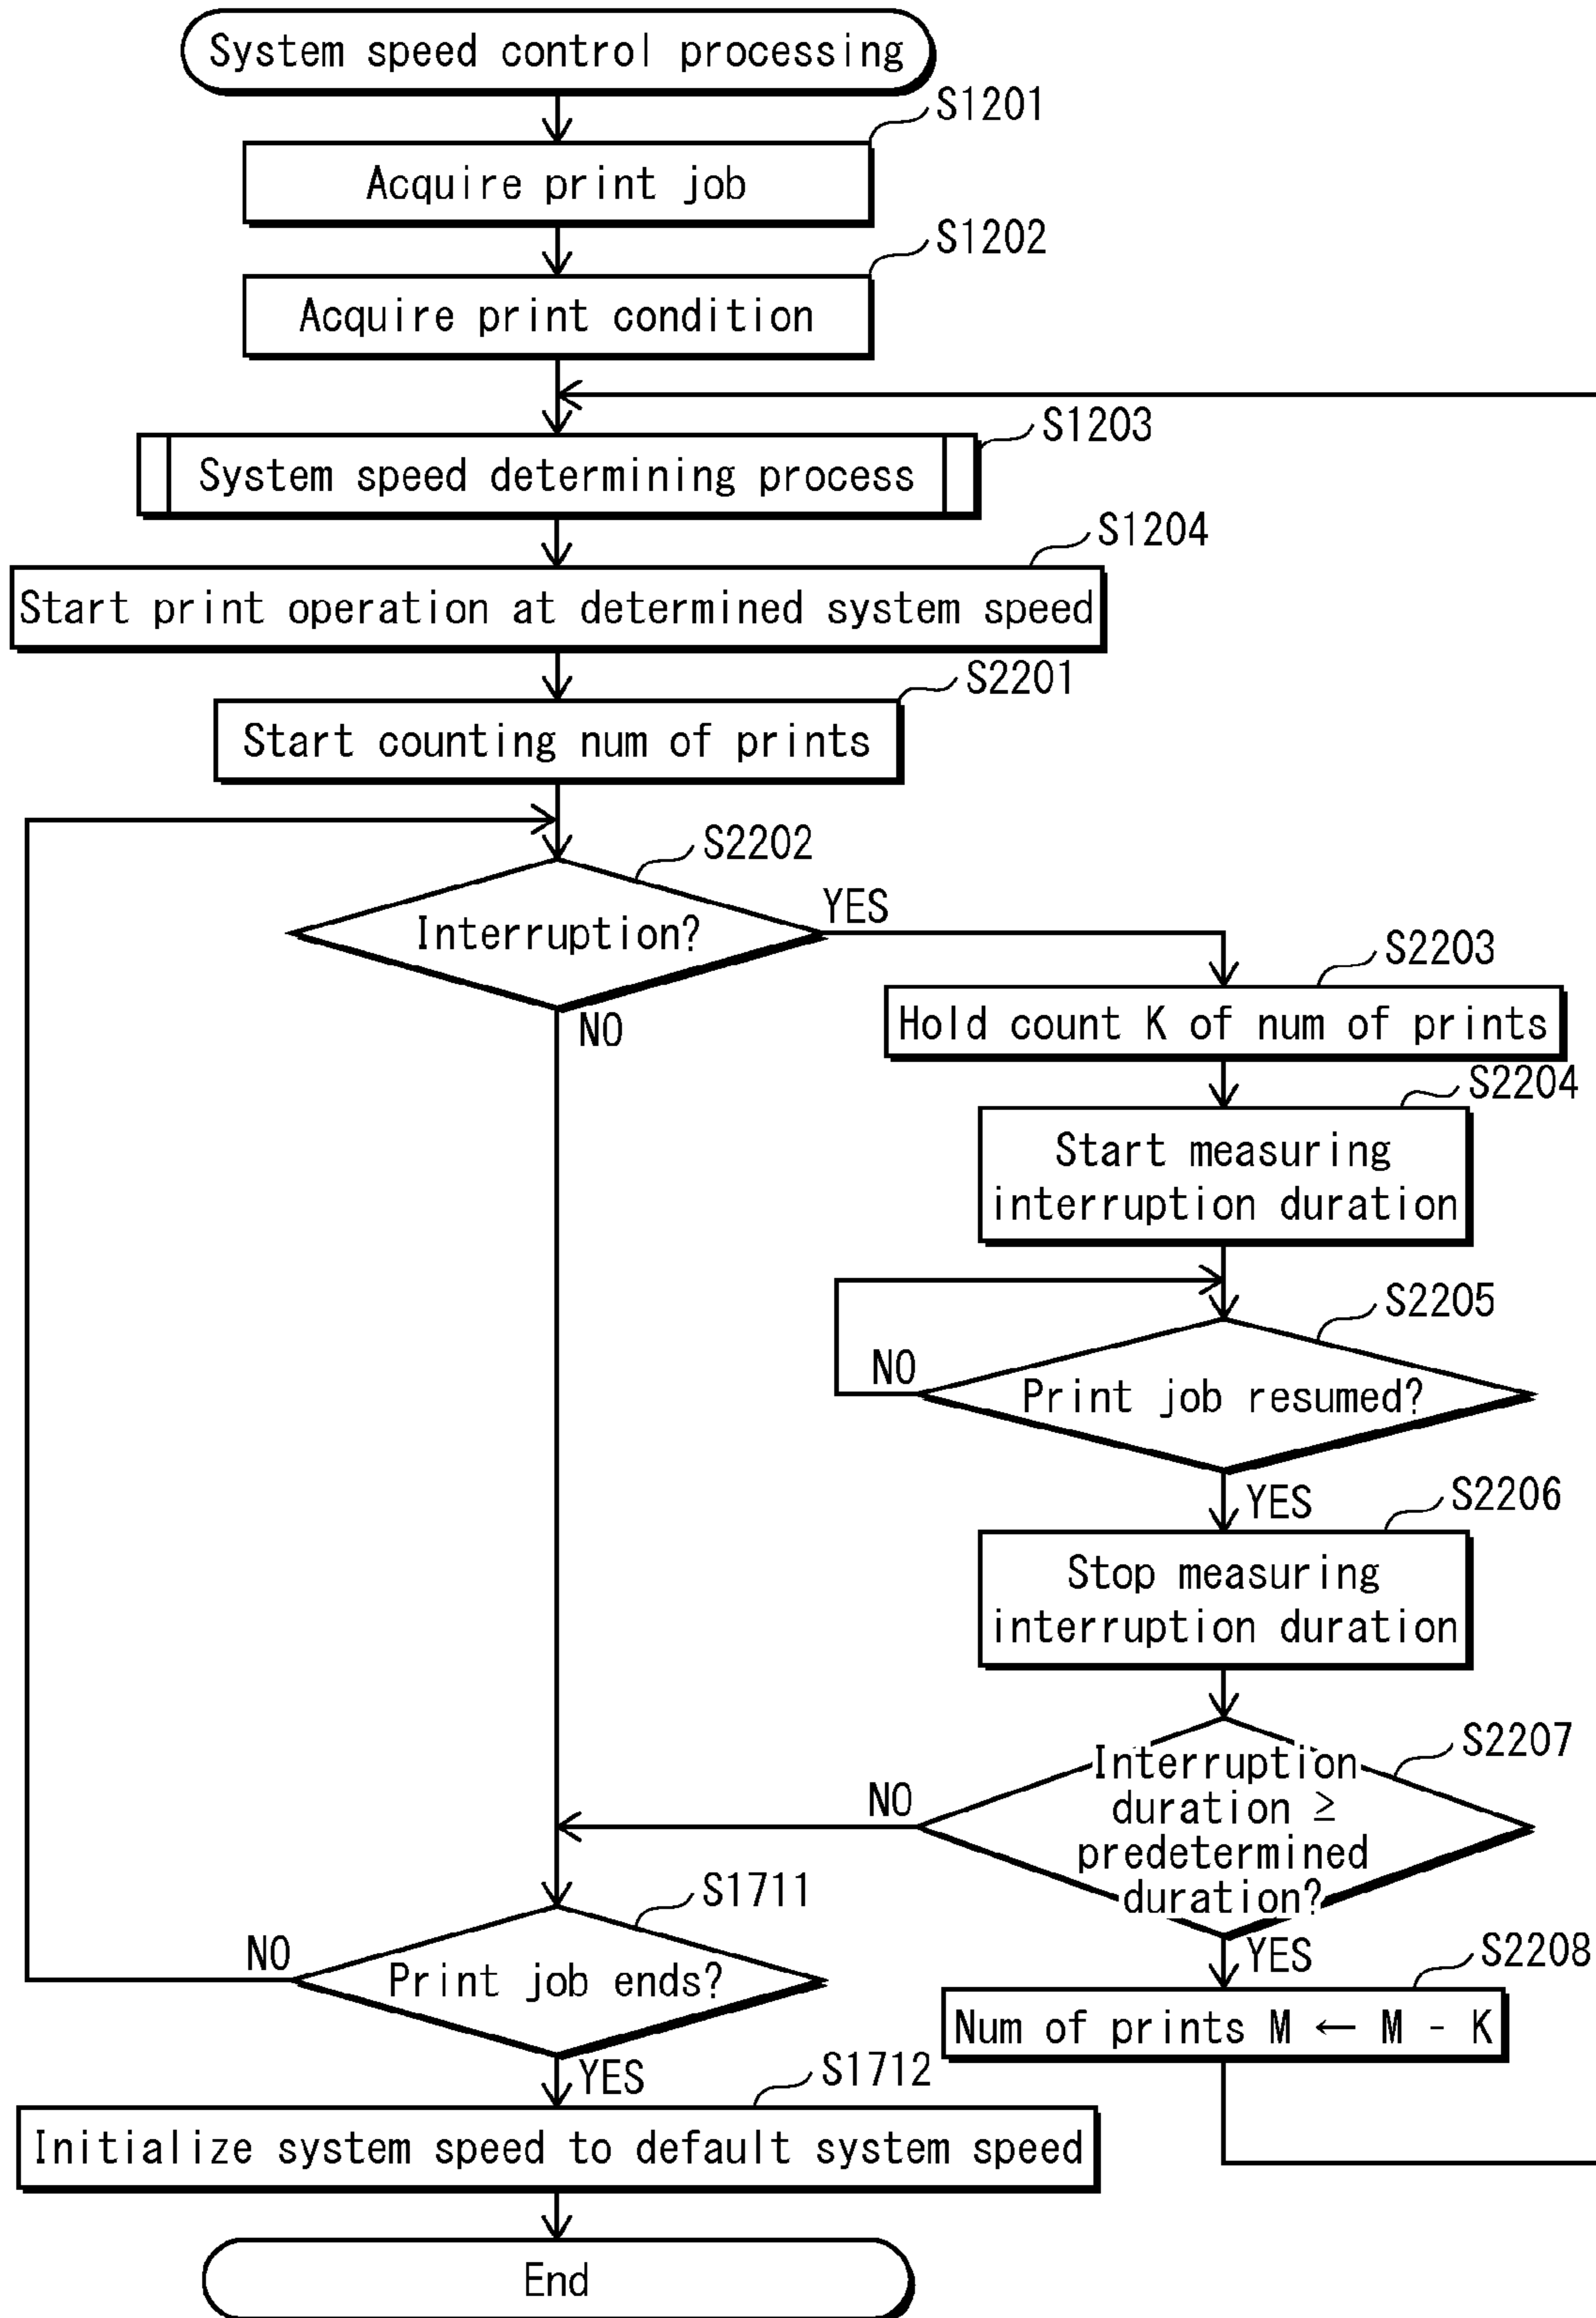 System speed control processing
S1201
Acquire print job
S1202
Acquire print condition
S1203
System speed determining process
S1204
Start print operation at determined system speed
S2201
Start counting num of prints
S2202
Interruption?
YES
NO
S2203
Hold count K of num of prints
S2204
Start measuring
interruption duration
S2205
NO
Print job resumed?
YES
S2206
Stop measuring
interruption duration
S2207
Interruption
duration ≥
predetermined
duration?
NO
YES
S2208
Num of prints M ← M - K
S1711
NO
Print job ends?
YES
S1712
Initialize system speed to default system speed
End